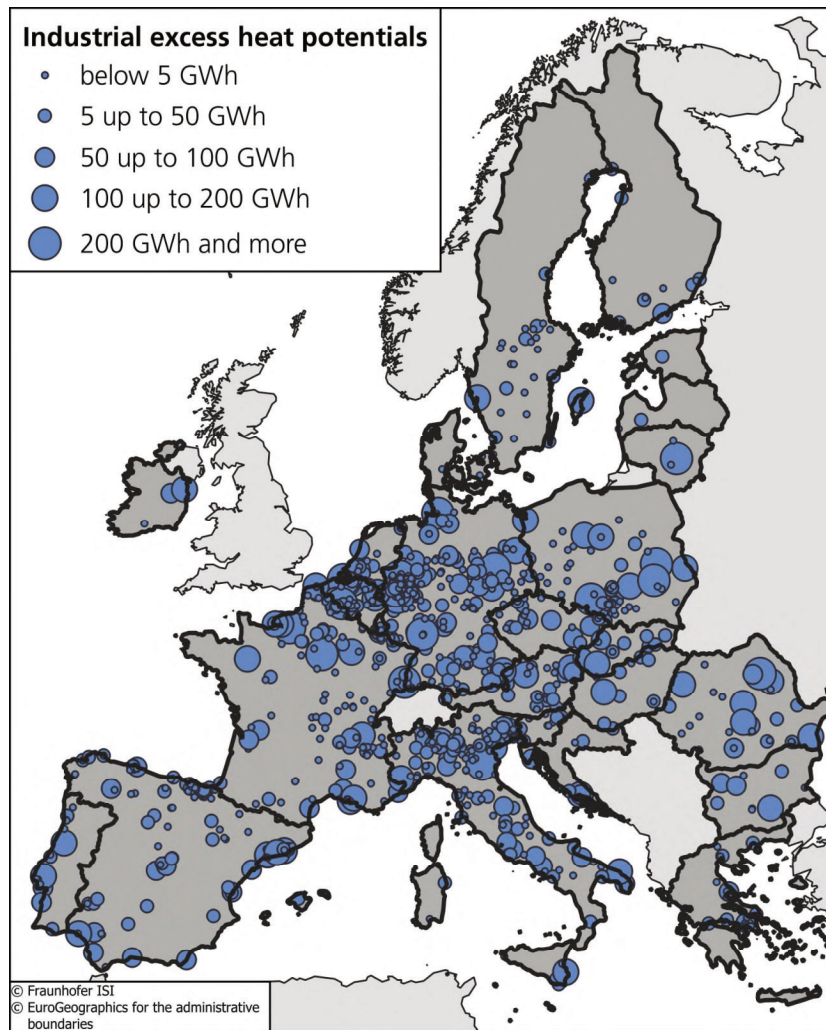 Industrial excess heat potentials
below 5 GWh
5 up to 50 GWh
50 up to 100 GWh
100 up to 200 GWh
200 GWh and more
© Fraunhofer ISI
© EuroGeographics for the administrative
boundaries